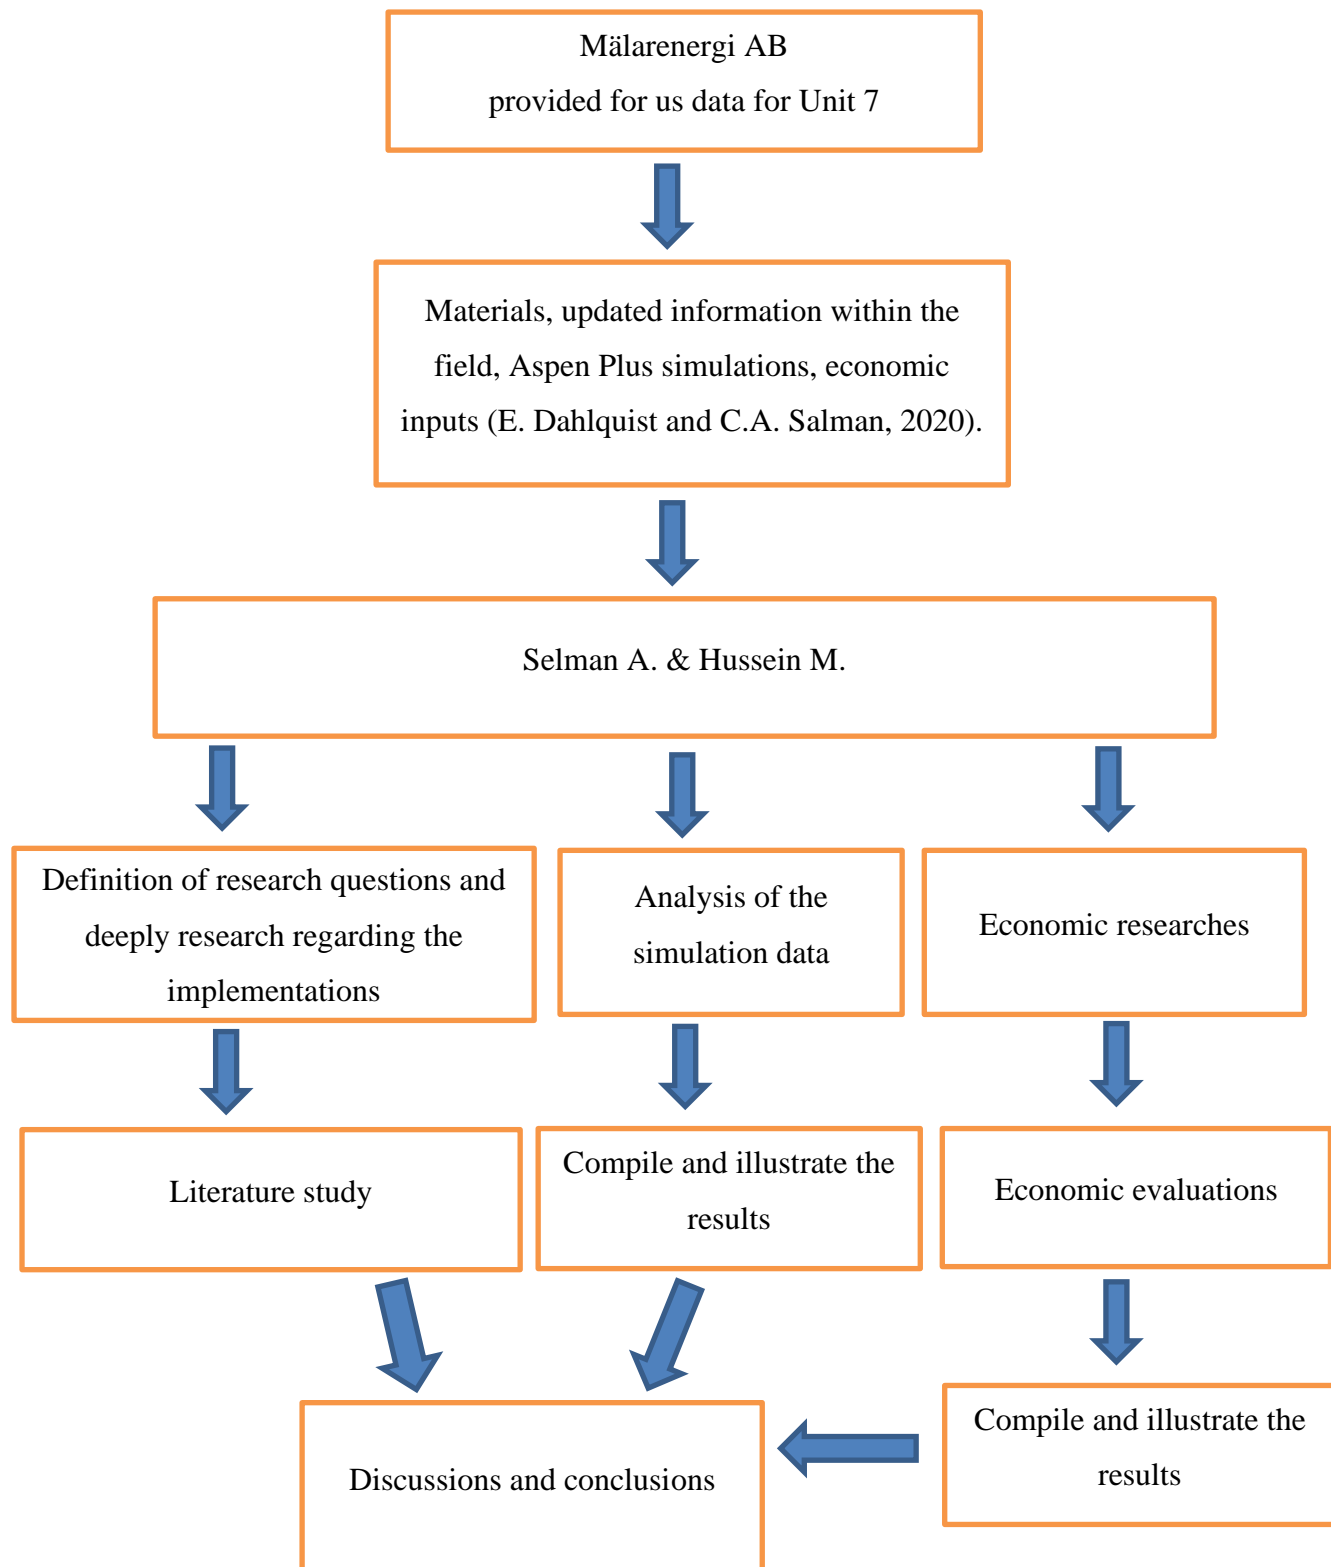 Mälarenergi AB
provided for us data for Unit 7
Materials, updated information within the
field, Aspen Plus simulations, economic
inputs (E. Dahlquist and C.A. Salman, 2020).
Selman A. & Hussein M.
Definition of research questions and
deeply research regarding the
implementations
Analysis of the
simulation data
Economic researches
Literature study
Compile and illustrate the
results
Economic evaluations
Compile and illustrate the
results
Discussions and conclusions